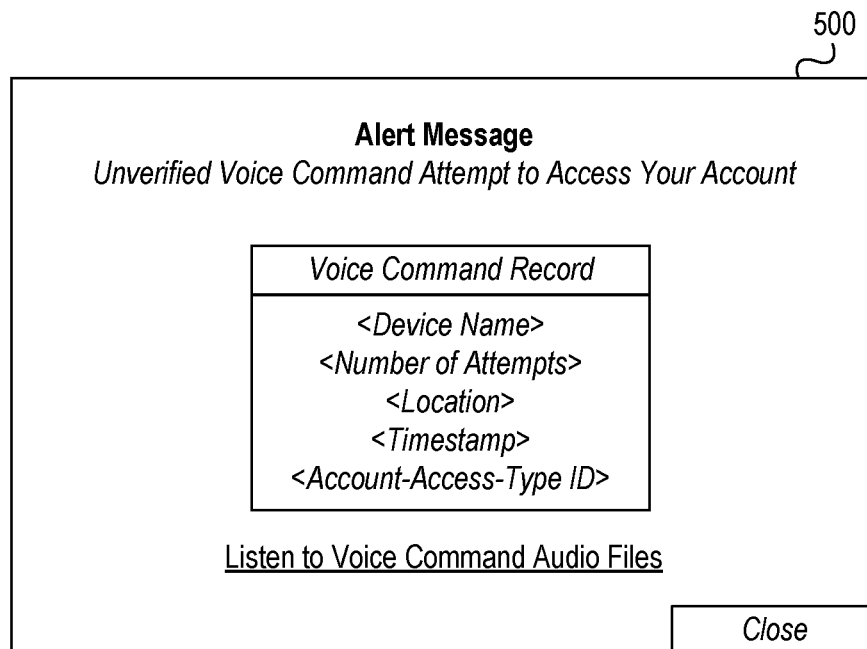 500
Alert Message
Unverified Voice Command Attempt to Access Your Account
Voice Command Record
<Device Name>
<Number of Attempts>
<Location>
<Timestamp>
<Account-Access-Type ID>
Listen to Voice Command Audio Files
Close